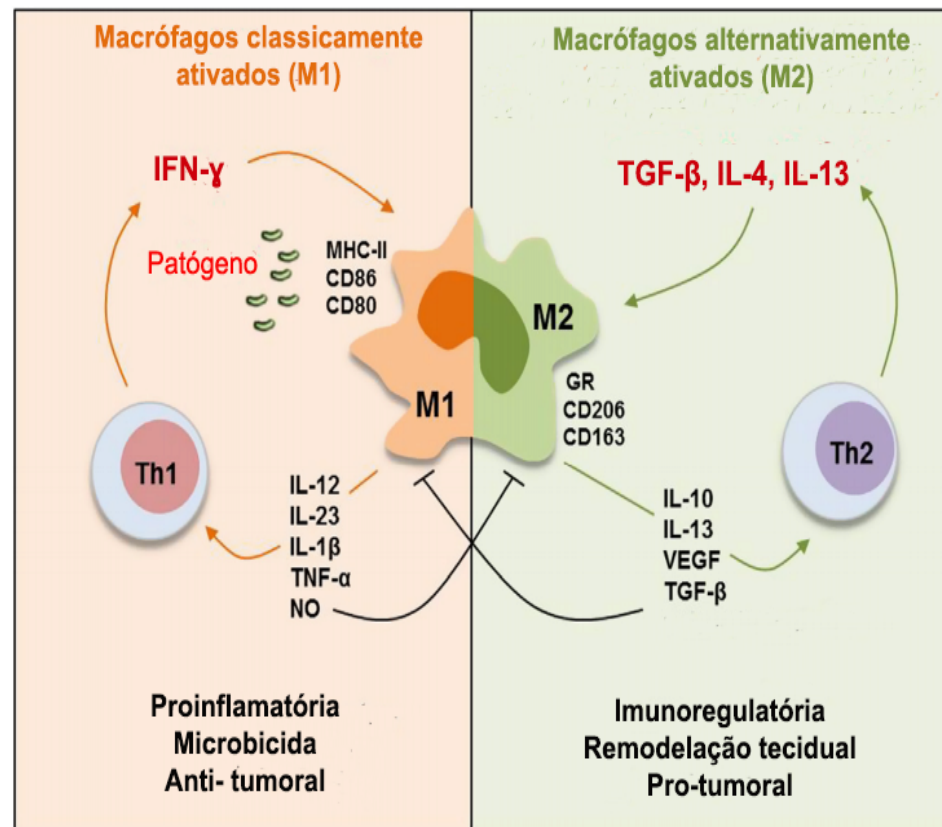 Macrófagos classicamente
ativados (M1)
IFN-ɣ
Patógeno
MHC-II
CD86
CD80
M1
Th1
IL-12
IL-23
IL-1β
TNF-α
NO
Proinflamatória
Microbicida
Anti- tumoral
Macrófagos alternativamente
ativados (M2)
TGF-β, IL-4, IL-13
M2
GR
CD206
CD163
Th2
IL-10
IL-13
VEGF
TGF-β
Imunoregulatória
Remodelação tecidual
Pro-tumoral